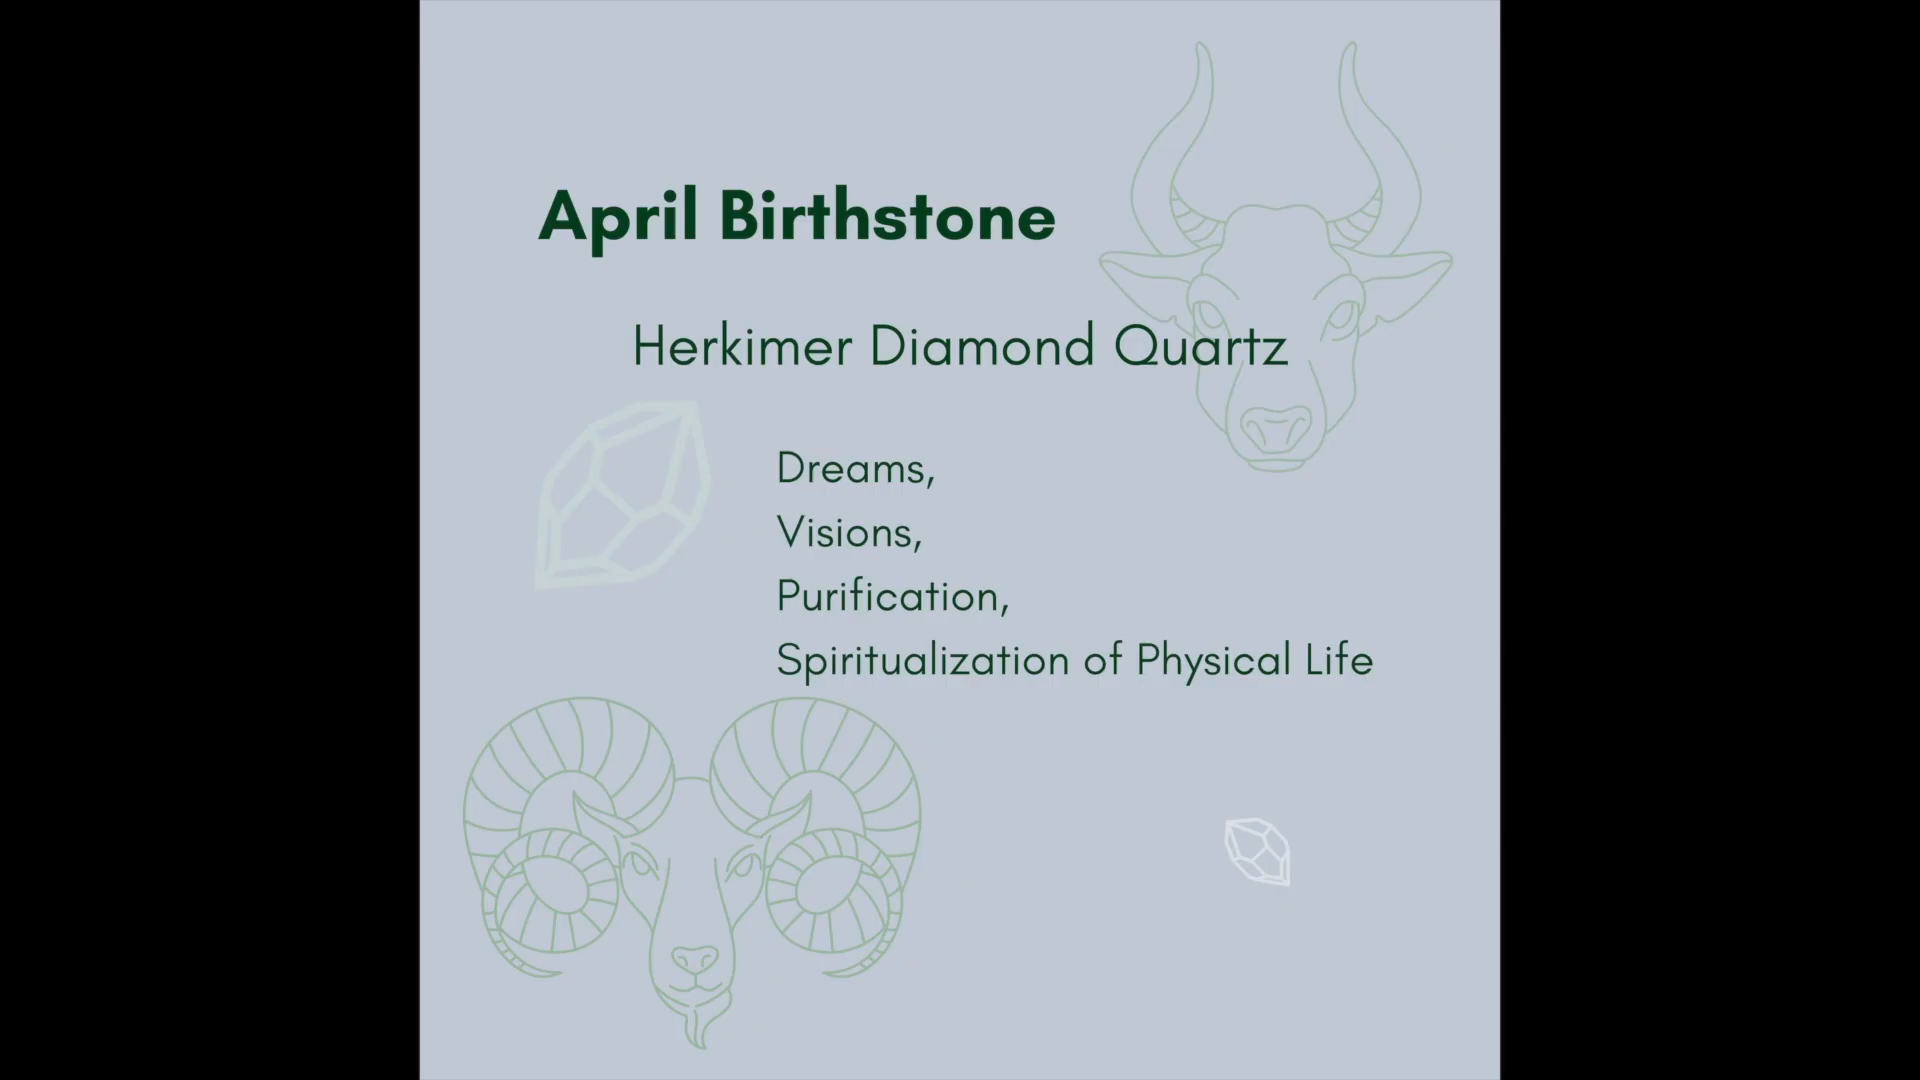 April Birthstone
Herkimer Diamond Quartz
Dreams,
Visions,
Purification,
Spiritualization of Physical Life